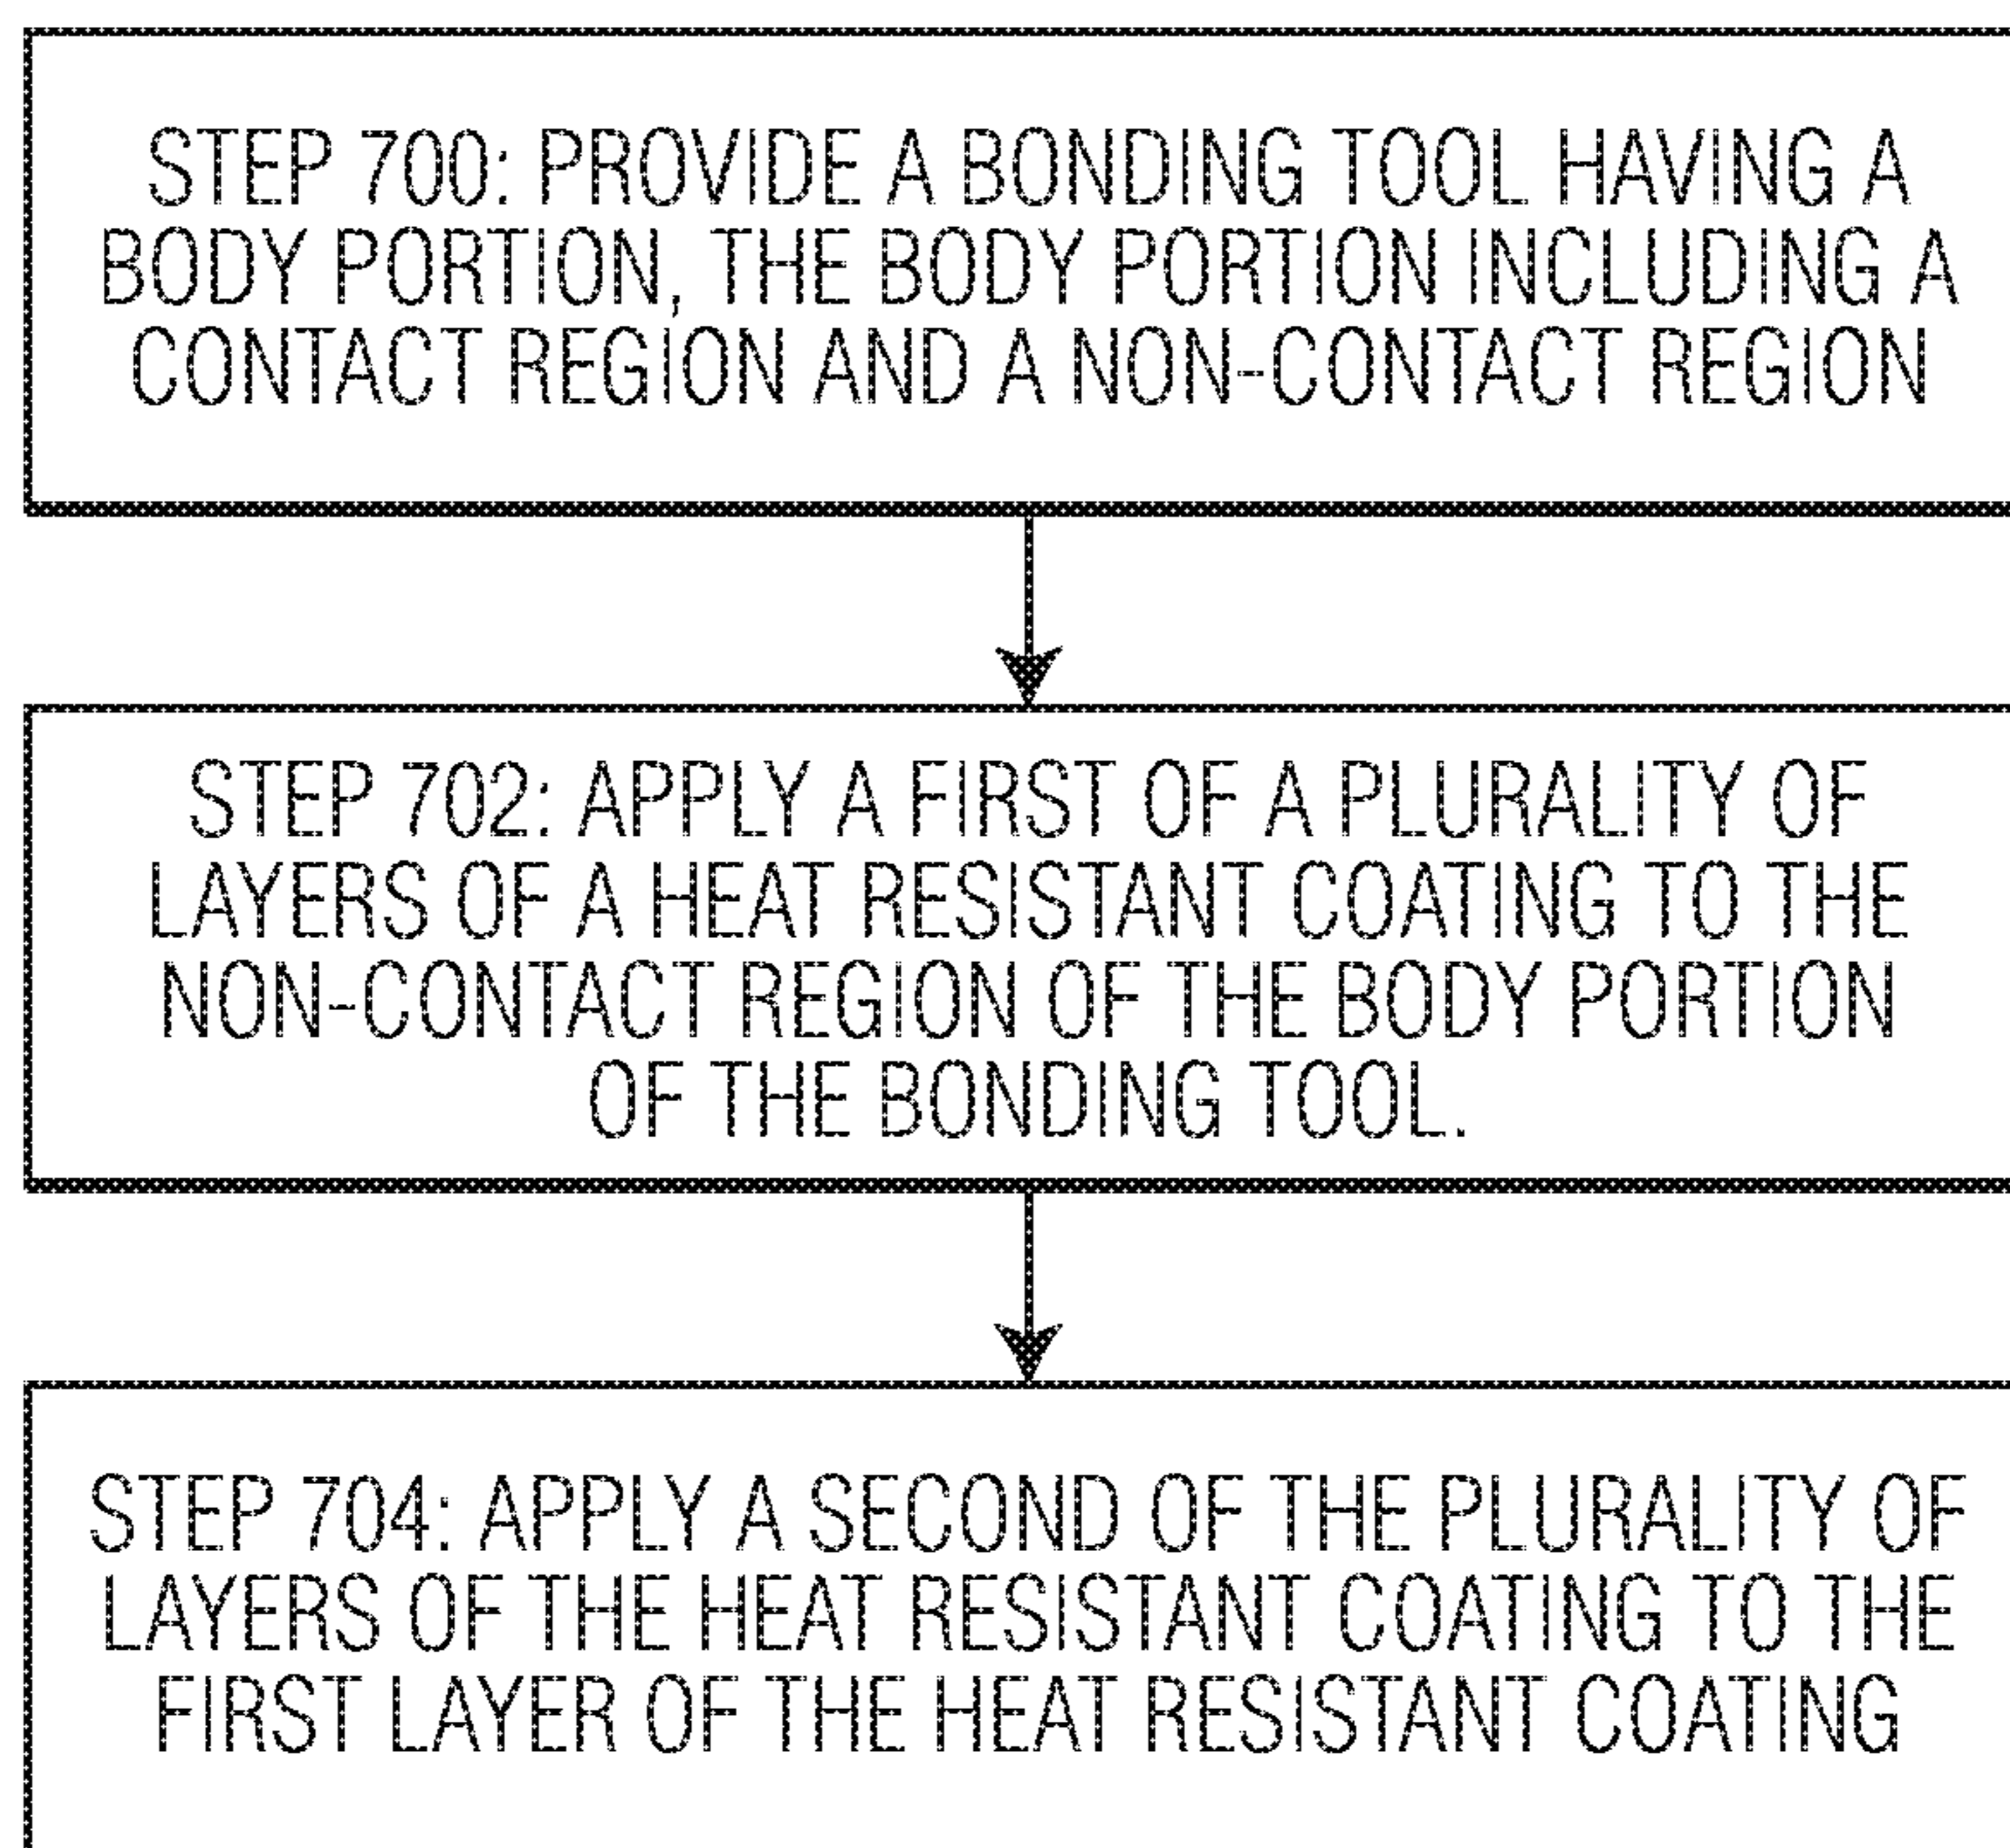 STEP 700: PROVIDE A BONDING TOOL HAVING A
BODY PORTION, THE BODY PORTION INCLUDING A
CONTACT REGION AND A NON-CONTACT REGION
STEP 702: APPLY A FIRST OF A PLURALITY OF
LAYERS OF A HEAT RESISTANT COATING TO THE
NON-CONTACT REGION OF THE BODY PORTION
OF THE BONDING TOOL.
STEP 704: APPLY A SECOND OF THE PLURALITY OF
LAYERS OF THE HEAT RESISTANT COATING TO THE
FIRST LAYER OF THE HEAT RESISTANT COATING